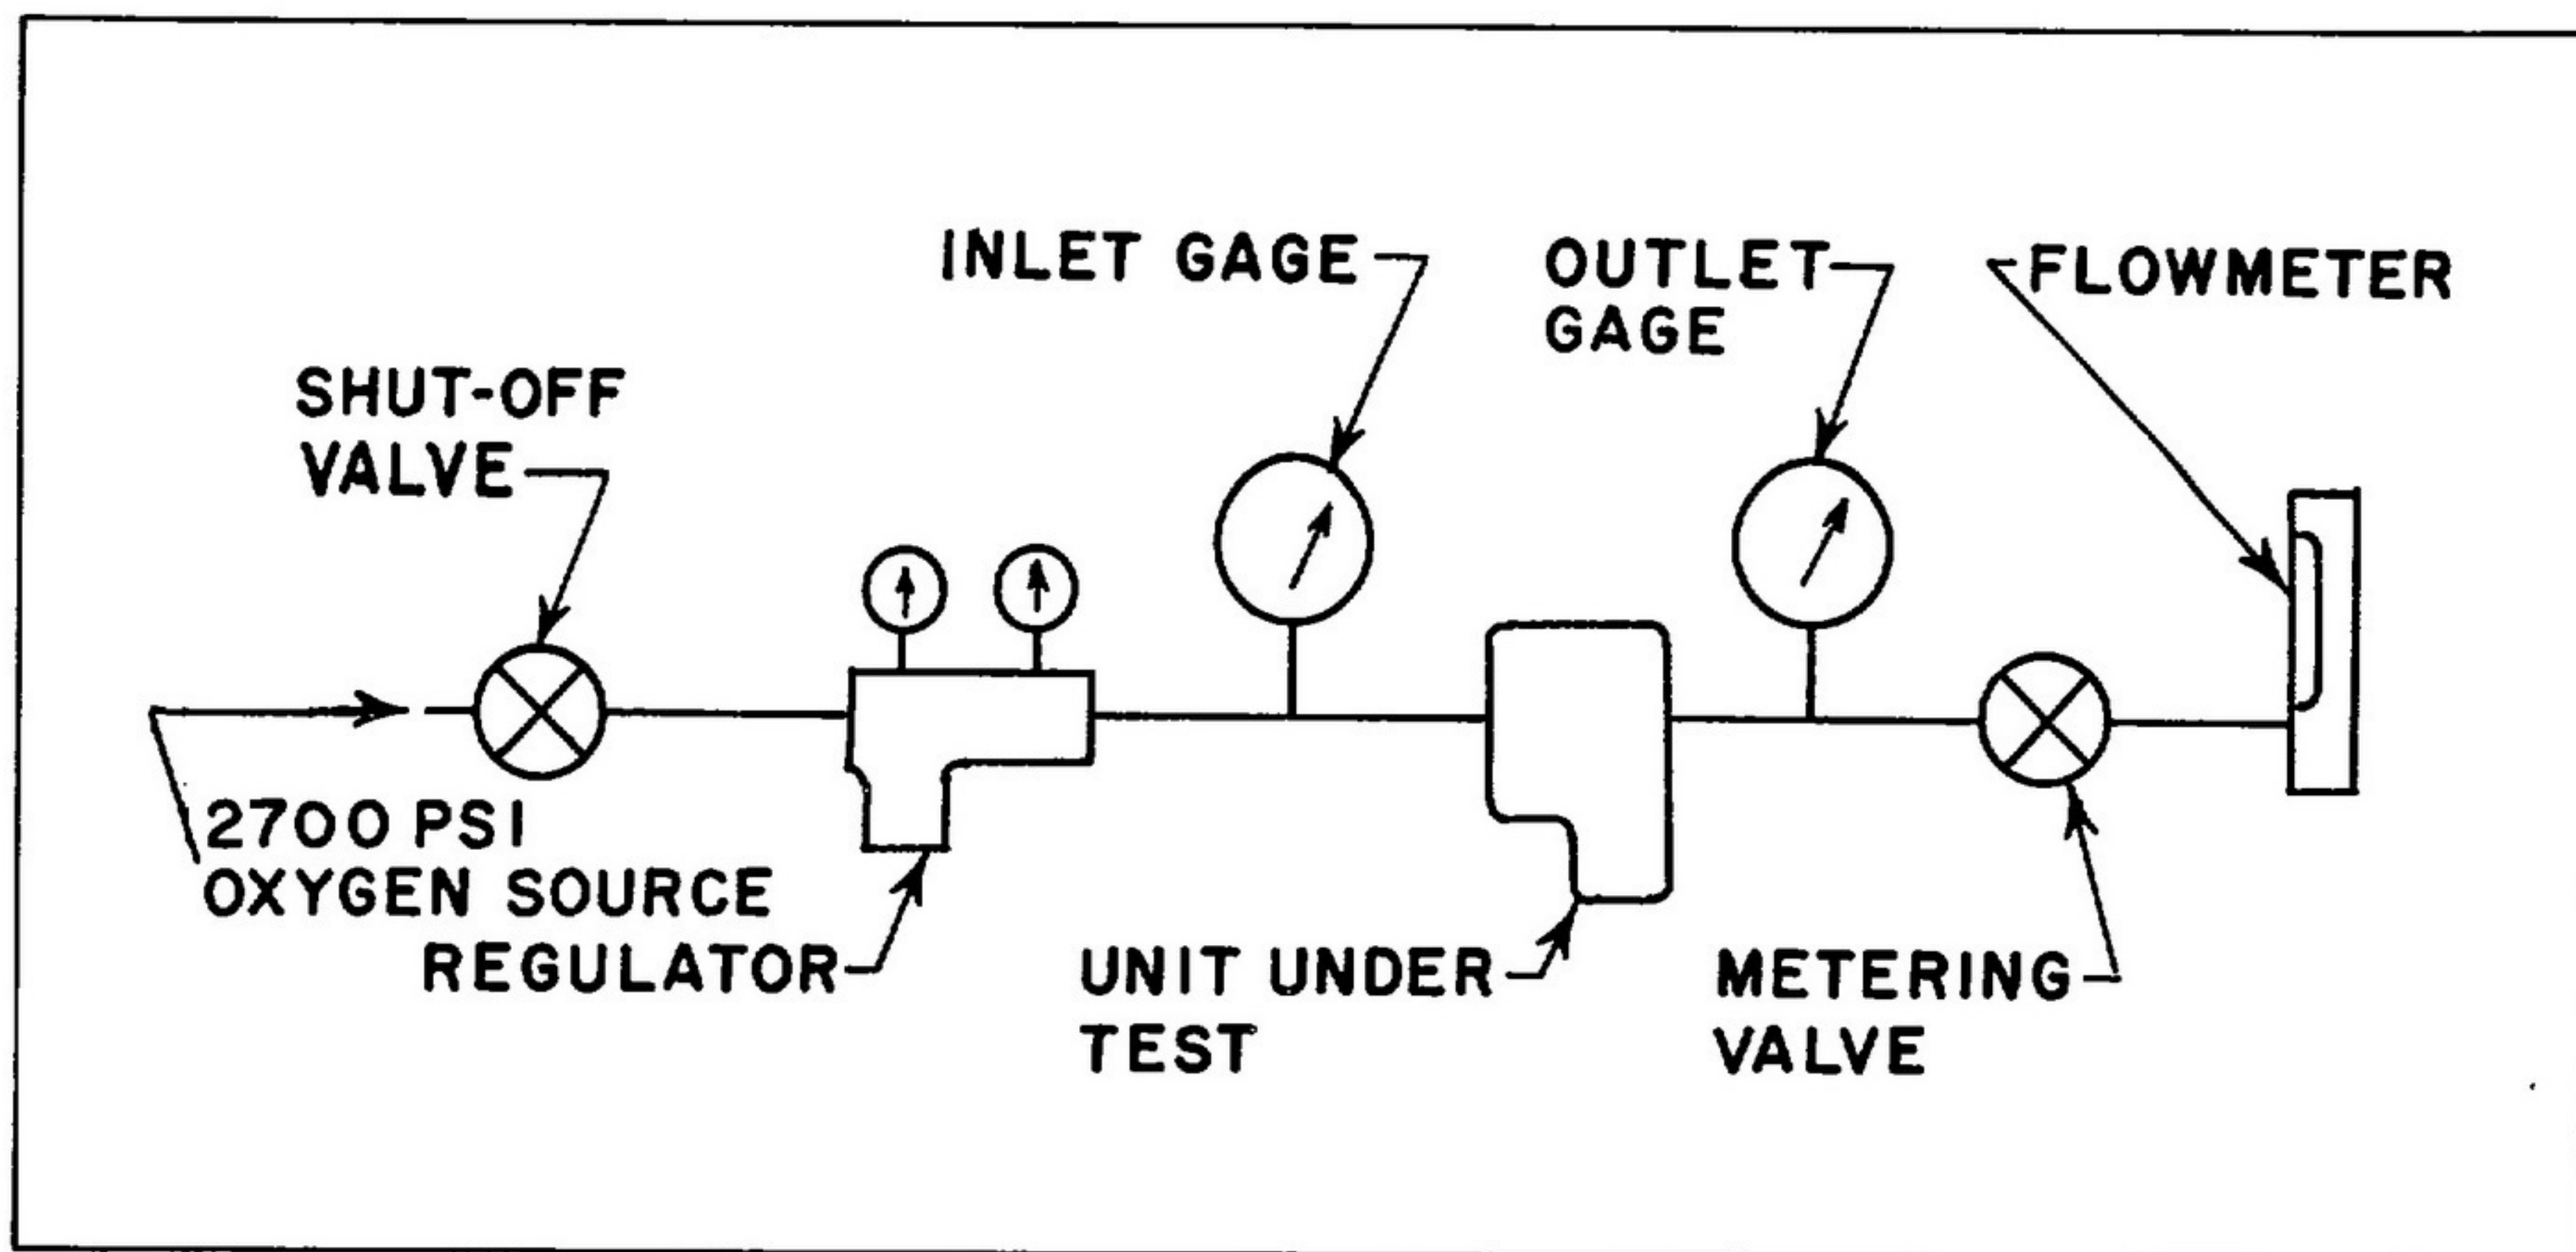 INLET GAGE
OUTLET
GAGE
FLOWMETER
SHUT-OFF
VALVE
2700 PSI
OXYGEN SOURCE
REGULATOR
UNIT UNDER
TEST
METERING
VALVE